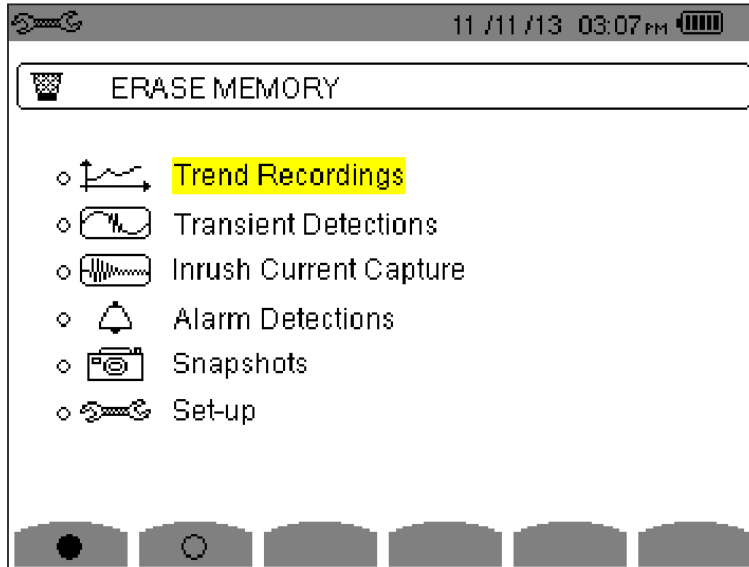 11 /11 /13 03:07 PM
ERASE MEMORY
Trend Recordings
Transient Detections
Inrush Current Capture
Alarm Detections
Snapshots
Set-up